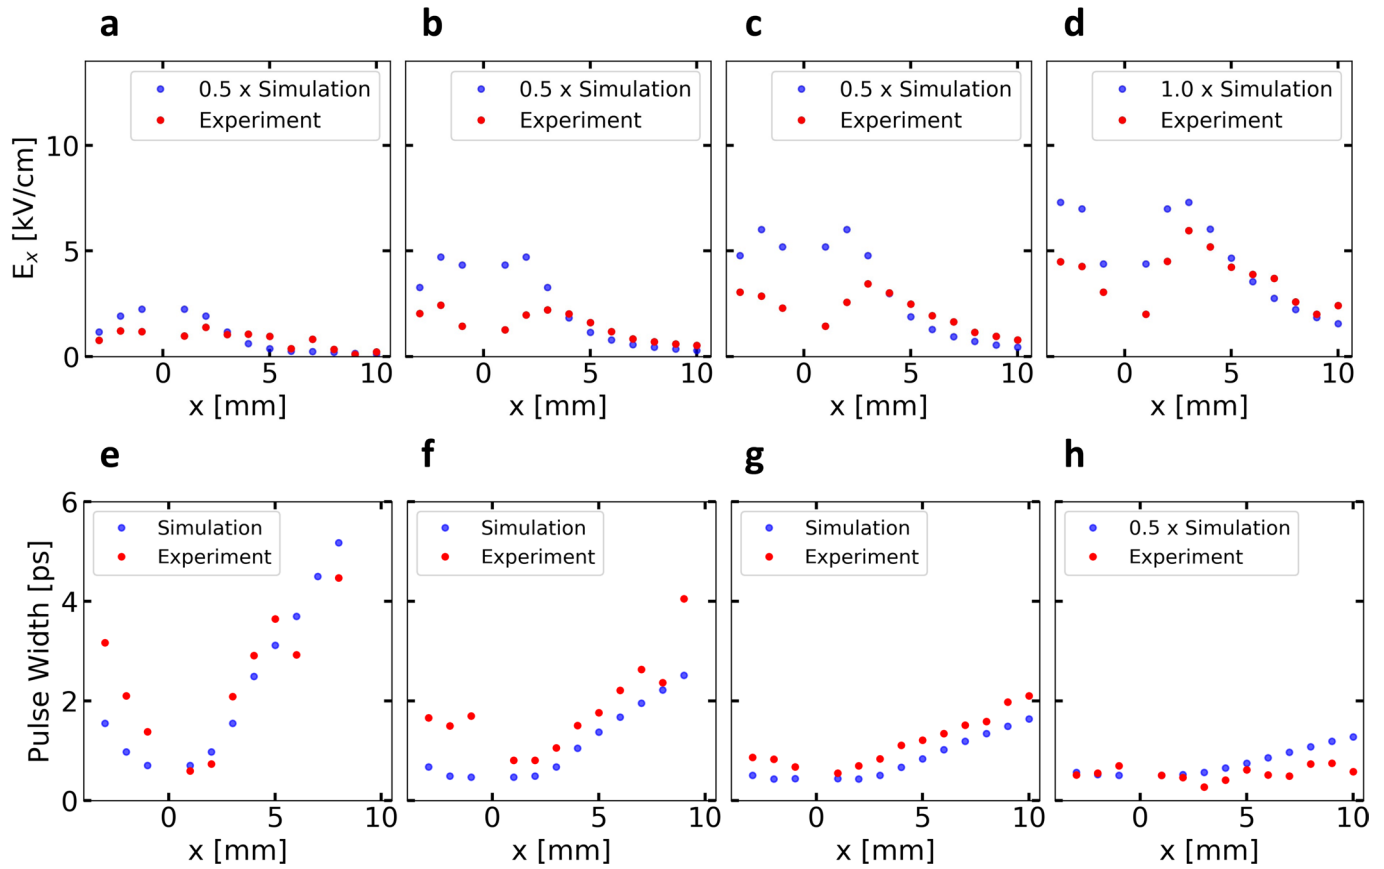 a b c d
0.5 x Simulation
Experiment
0.5 x Simulation
Experiment
0.5 x Simulation
Experiment
1.0 x Simulation
Experiment
10
5
0
E_x [kV/cm]
0 5 10
0 5 10
0 5 10
0 5 10
x [mm]
x [mm]
x [mm]
x [mm]
e f g h
Simulation
Experiment
Simulation
Experiment
Simulation
Experiment
0.5 x Simulation
Experiment
6
4
2
0
Pulse Width [ps]
0 5 10
0 5 10
0 5 10
0 5 10
x [mm]
x [mm]
x [mm]
x [mm]